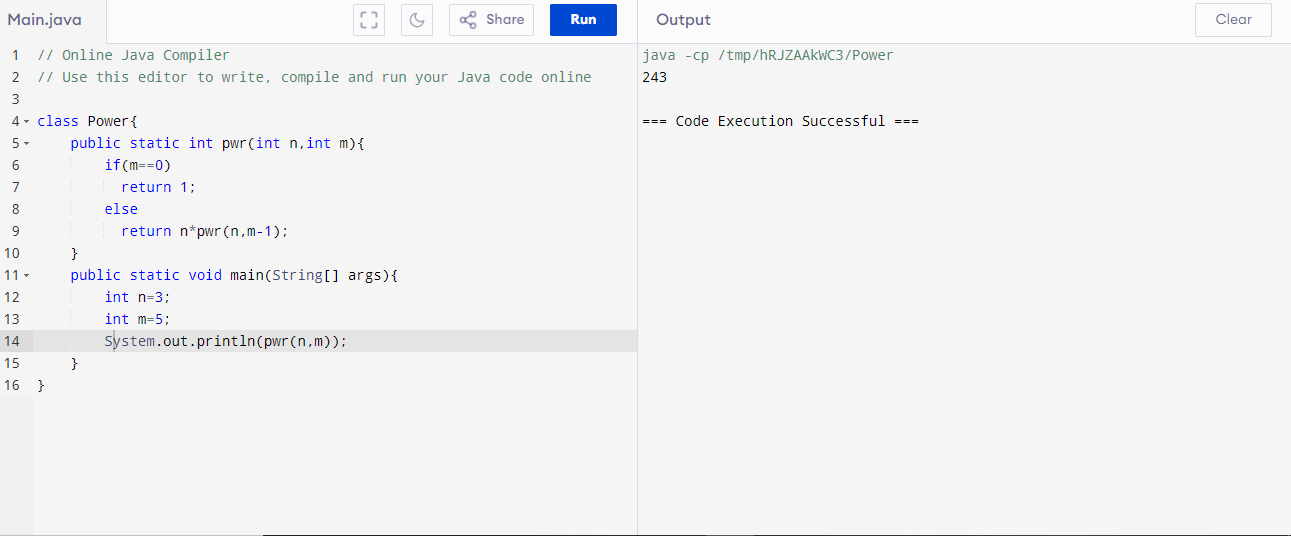 Main.java
Share
Run
Output
Clear
1 // Online Java Compiler
2 // Use this editor to write, compile and run your Java code online
3
4 class Power{
5 public static int pwr(int n,int m){
6 if(m==0)
7 return 1;
8 else
9 return n*pwr(n,m-1);
10 }
11 public static void main(String[] args){
12 int n=3;
13 int m=5;
14 System.out.println(pwr(n,m));
15 }
16 }
java -cp /tmp/hRJZAAkWC3/Power
243
=== Code Execution Successful ===